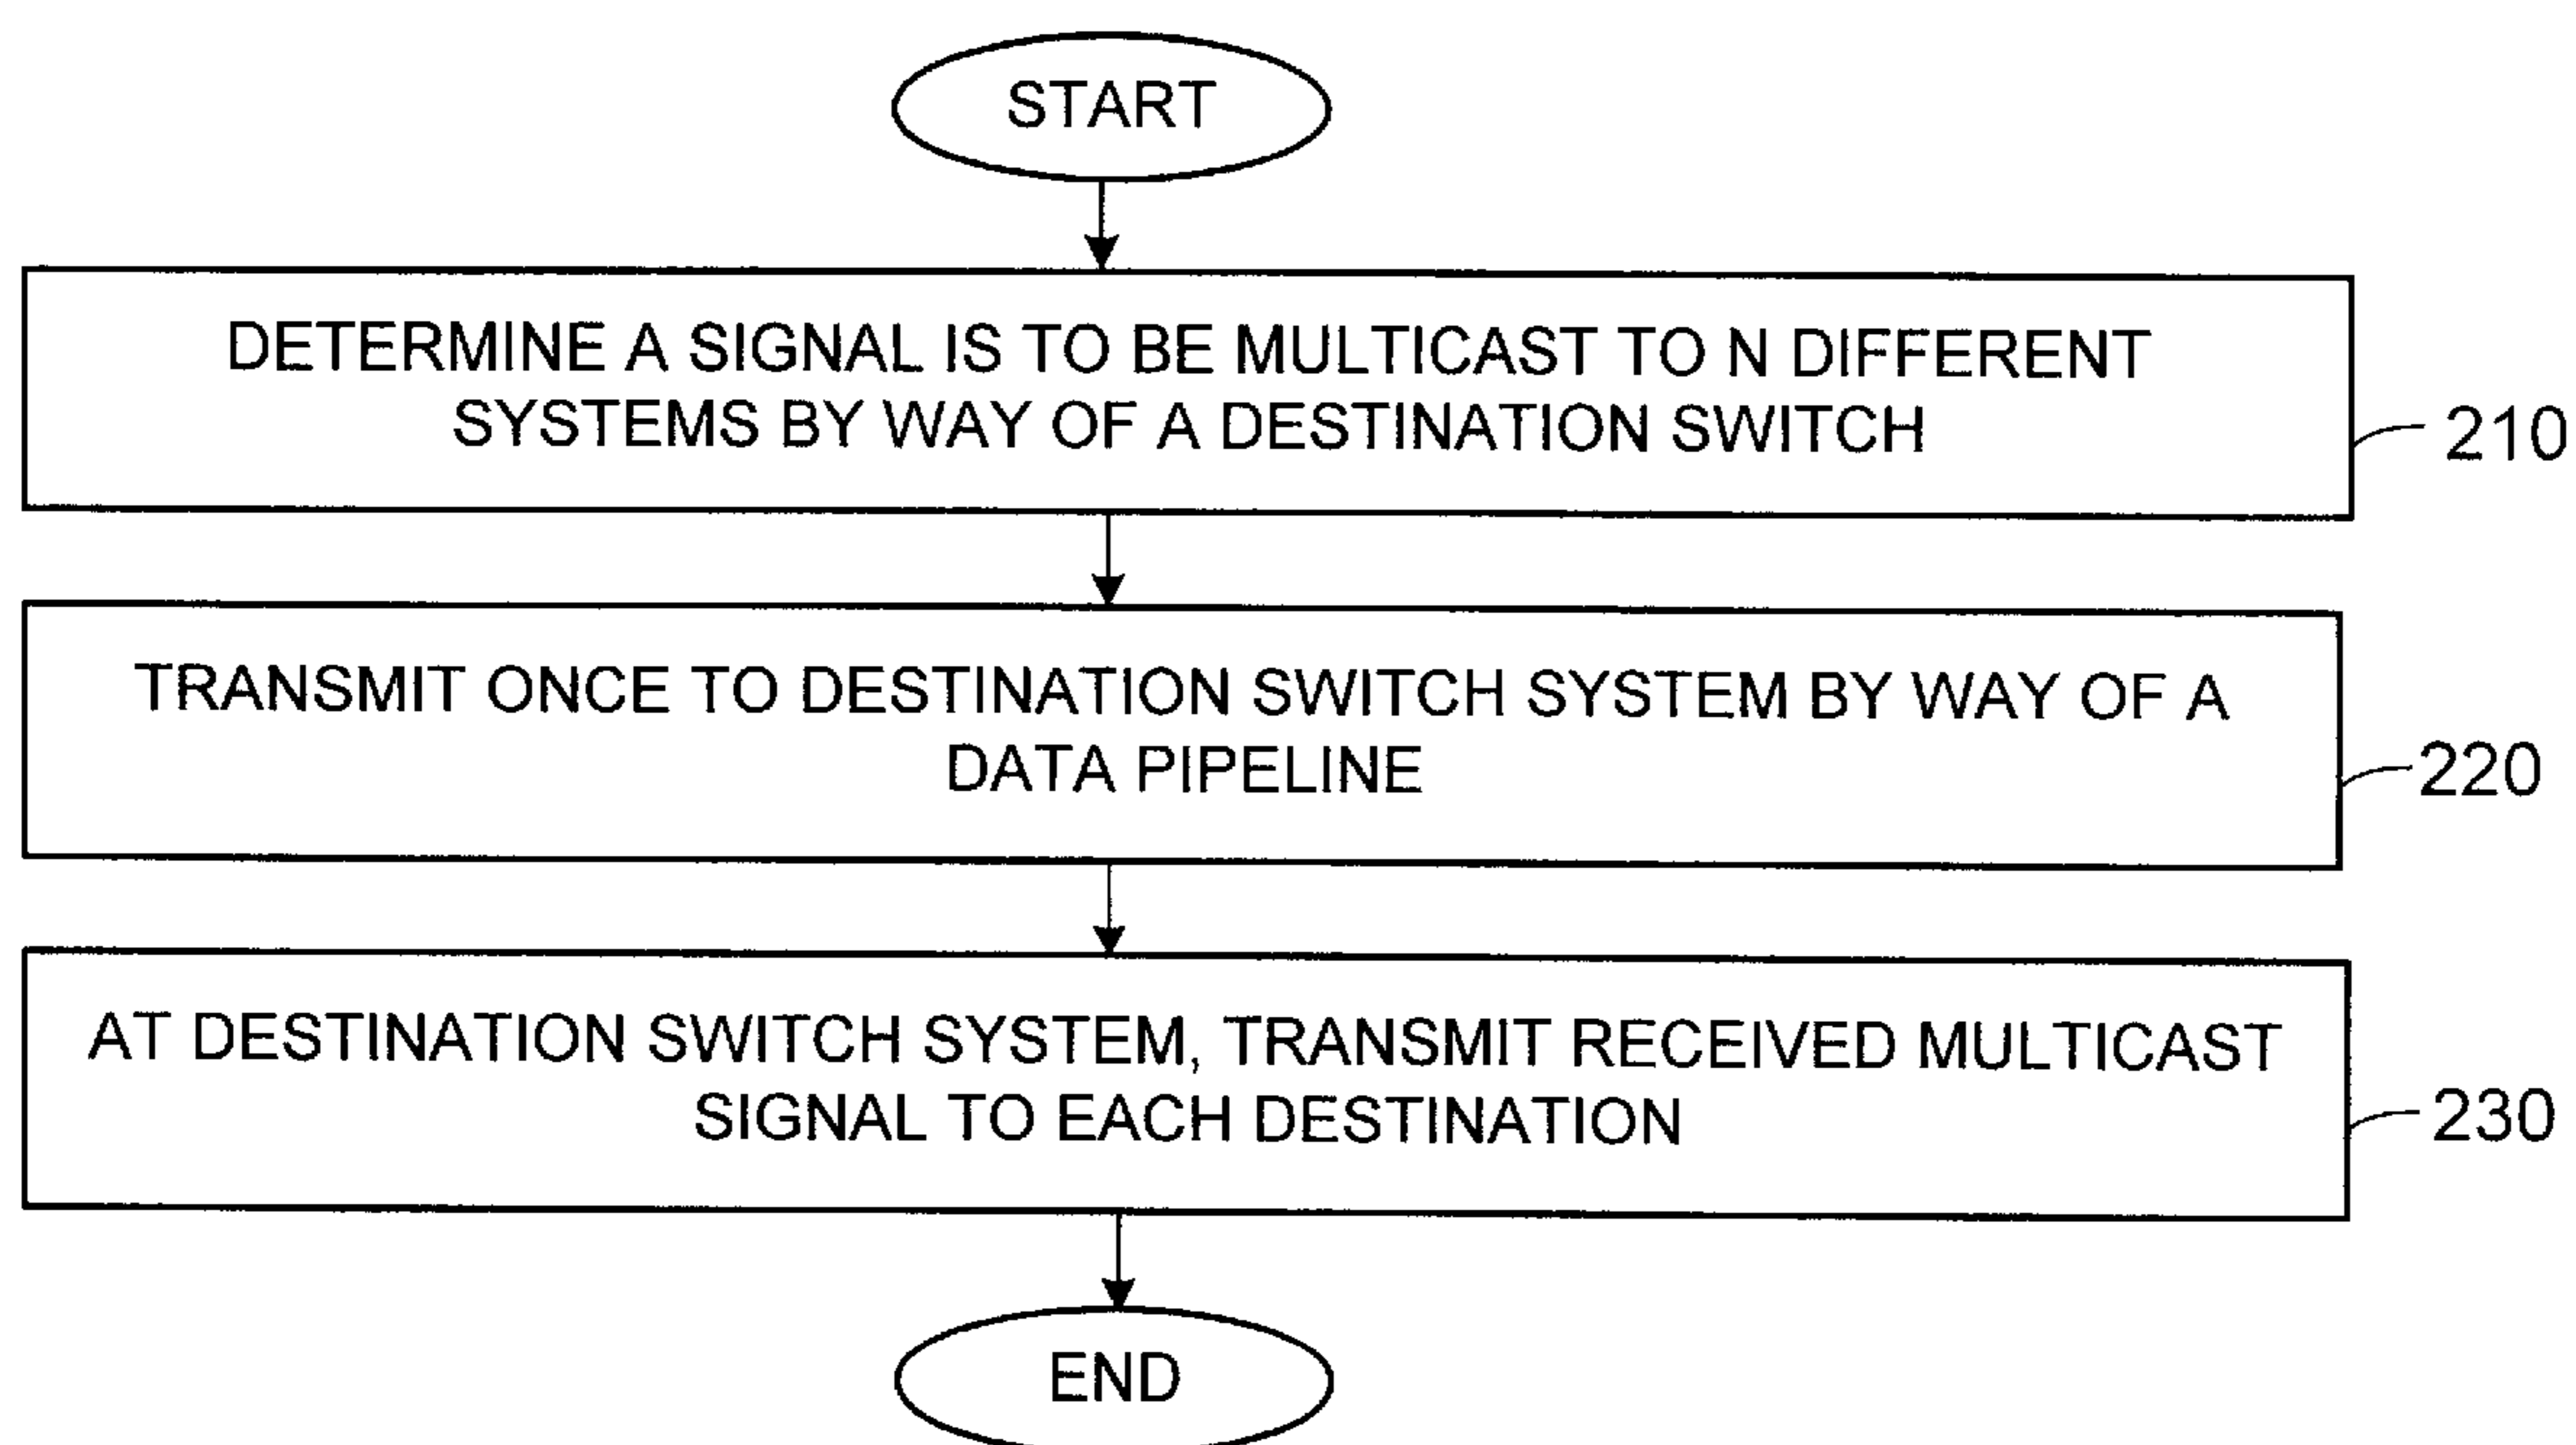 START
DETERMINE A SIGNAL IS TO BE MULTICAST TO N DIFFERENT
SYSTEMS BY WAY OF A DESTINATION SWITCH
210
TRANSMIT ONCE TO DESTINATION SWITCH SYSTEM BY WAY OF A
DATA PIPELINE
220
AT DESTINATION SWITCH SYSTEM, TRANSMIT RECEIVED MULTICAST
SIGNAL TO EACH DESTINATION
230
END